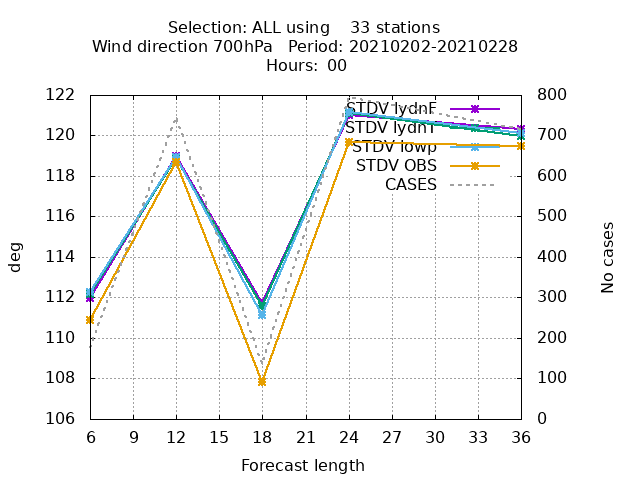 Selection: ALL using    33 stations
Wind direction 700hPa   Period: 20210202-20210228
Hours: 00
122
120
118
116
114
112
110
108
106
deg
800
700
600
500
400
300
200
100
0
No cases
STDV lydnF
STDV lydnT
STDV lowp
STDV OBS
CASES
6 9 12 15 18 21 24 27 30 33 36
Forecast length